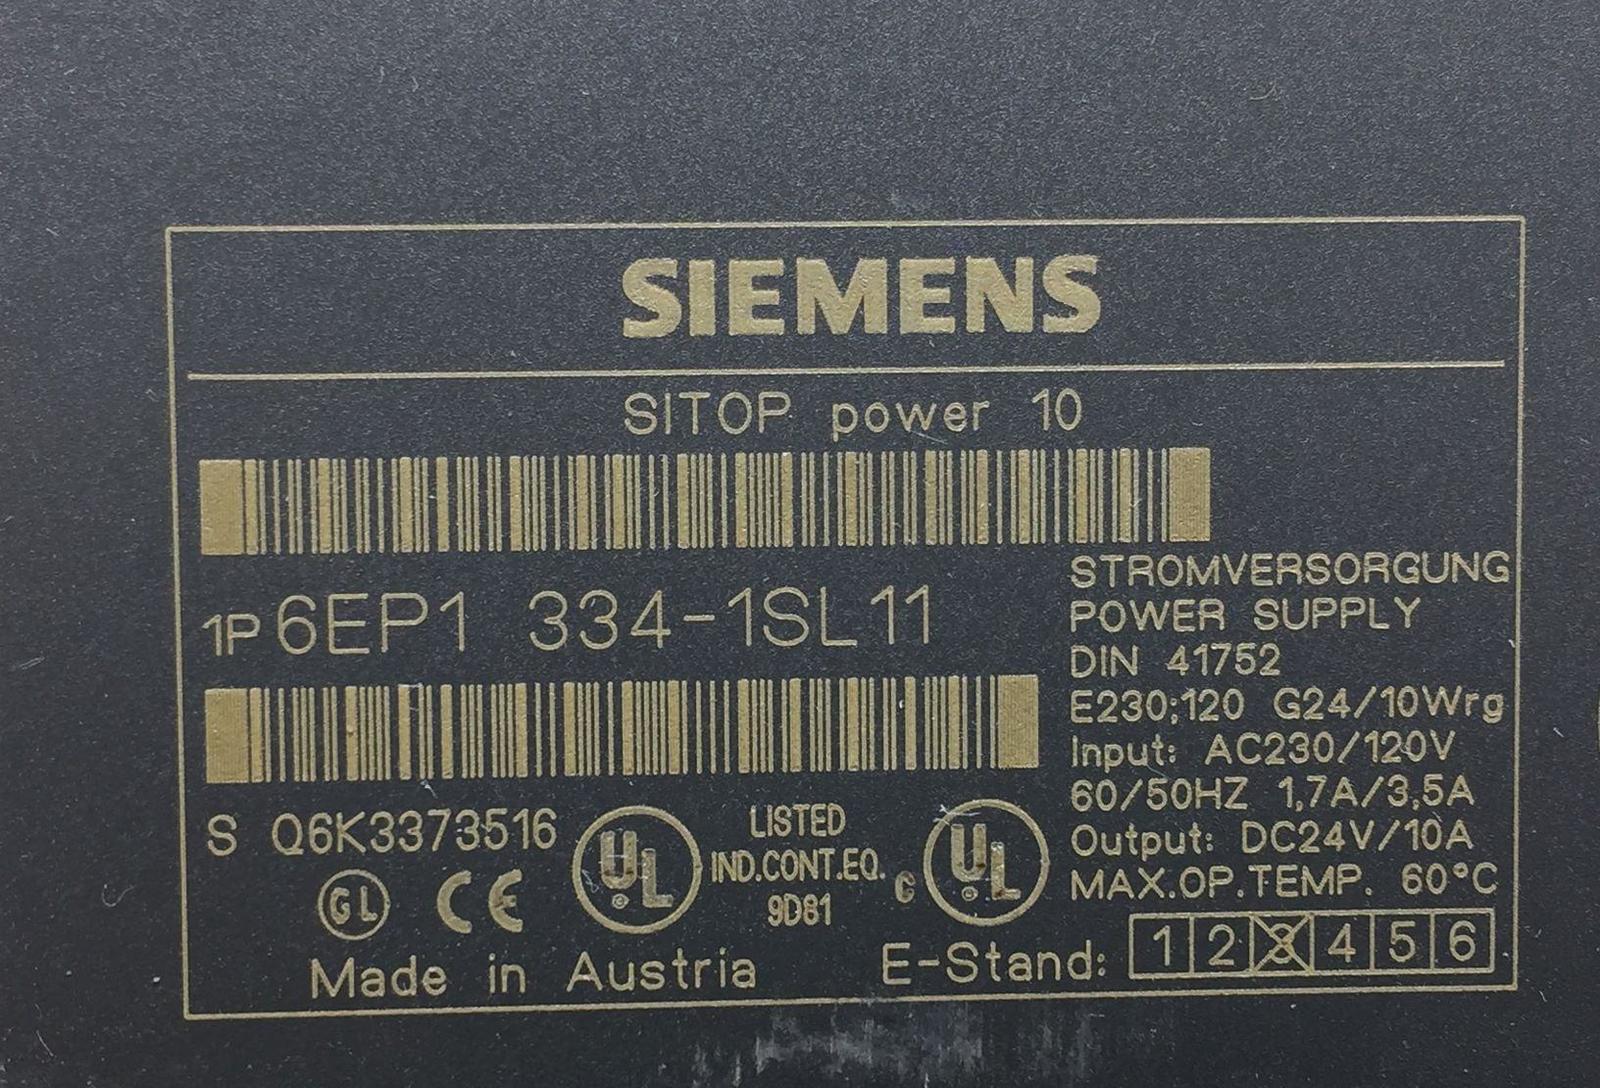 SIEMENS
SITOP power 10
1P 6EP1 334-1SL11
STROMVERSORGUNG
POWER SUPPLY
DIN 41752
E230;120 G24/10Wrg
Input: AC230/120V
60/50HZ 1,7A/3,5A
Output: DC24V/10A
MAX.OP.TEMP. 60°C
S Q6K3373516
GL CE
UL
LISTED
IND.CONT.EQ.
9D81
C UL
Made in Austria
E-Stand: 1 2 3 4 5 6